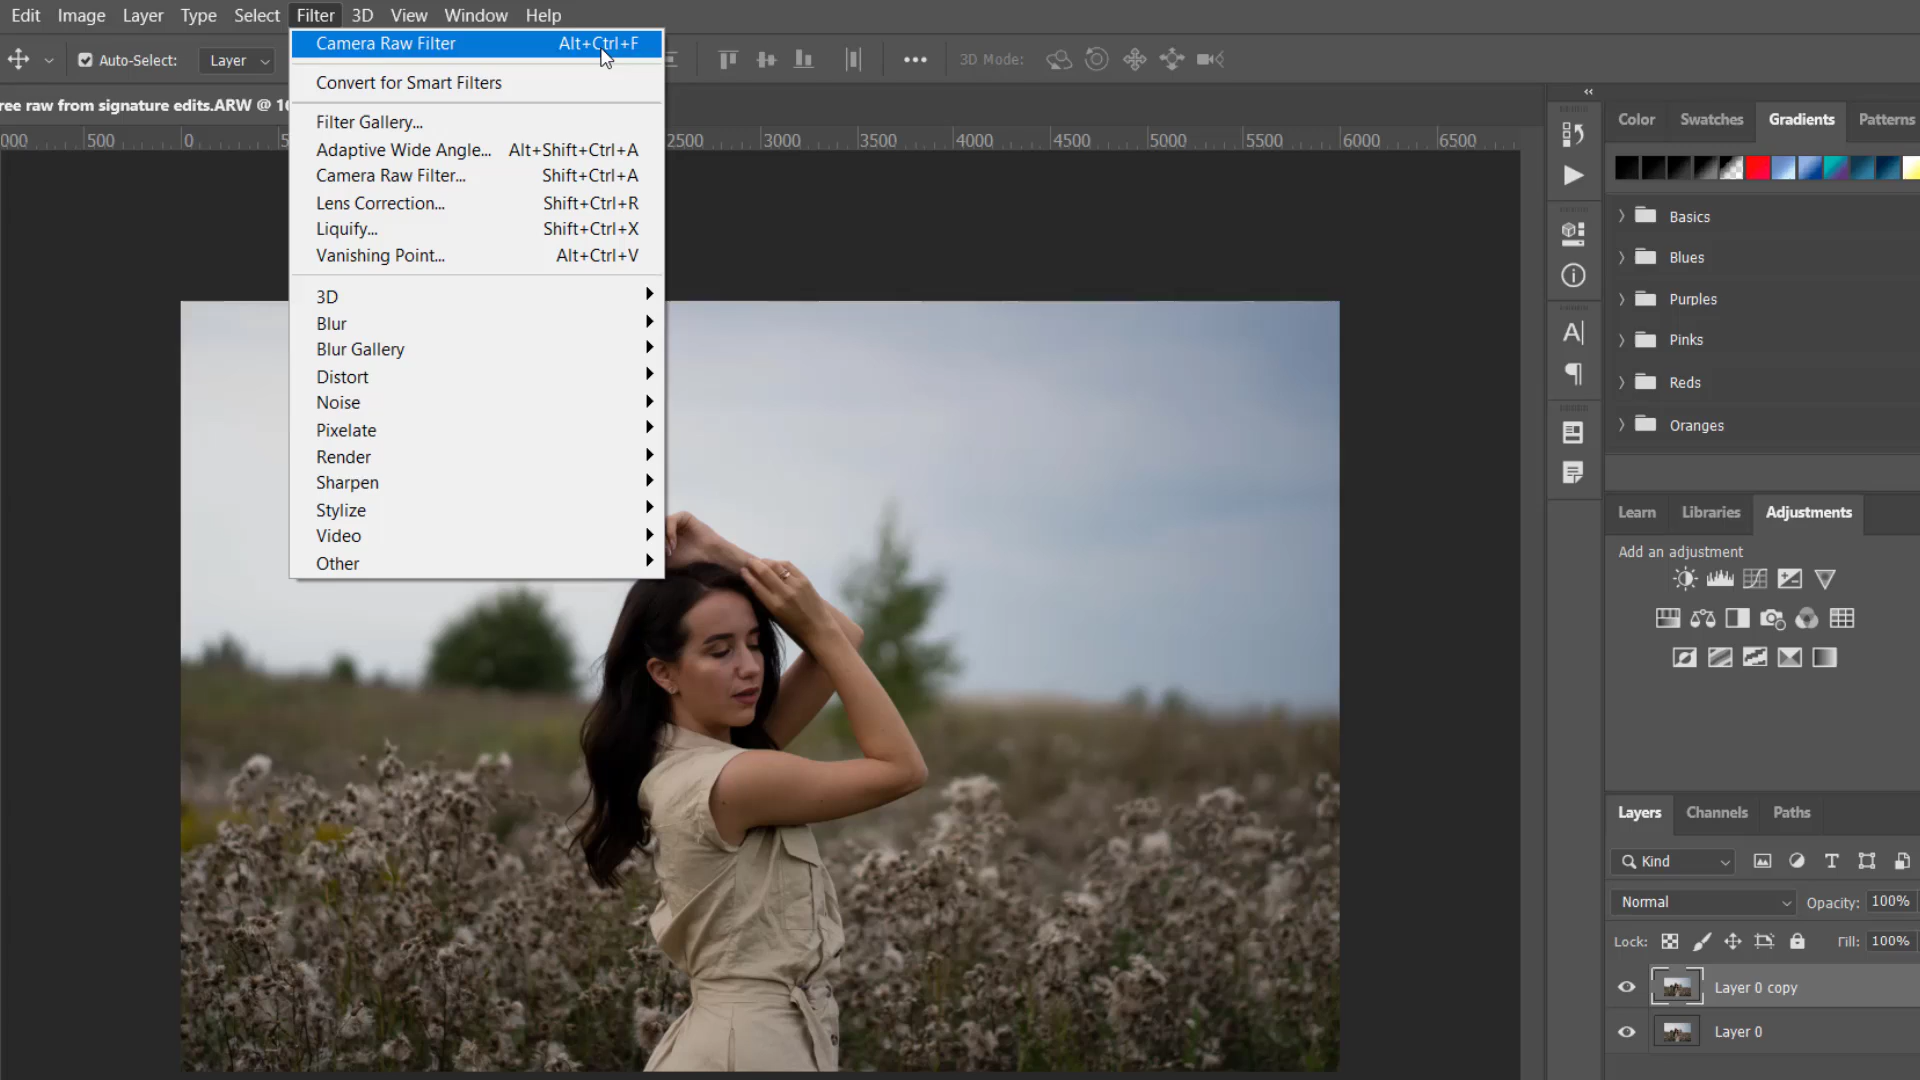 Edit Image Layer Type Select Filter 3D View Window Help
Auto-Select: Layer
3D Mode:
Camera Raw Filter Alt+Ctrl+F
Convert for Smart Filters
Filter Gallery...
Adaptive Wide Angle... Alt+Shift+Ctrl+A
Camera Raw Filter... Shift+Ctrl+A
Lens Correction... Shift+Ctrl+R
Liquify... Shift+Ctrl+X
Vanishing Point... Alt+Ctrl+V
3D
Blur
Blur Gallery
Distort
Noise
Pixelate
Render
Sharpen
Stylize
Video
Other
ree raw from signature edits.ARW @ 1
000 500 0 5 2500 3000 3500 4000 4500 5000 5500 6000 6500
Color Swatches Gradients Patterns
Basics
Blues
Purples
Pinks
Reds
Oranges
Learn Libraries Adjustments
Add an adjustment
Layers Channels Paths
Kind
Normal Opacity: 100%
Lock: Fill: 100%
Layer 0 copy
Layer 0